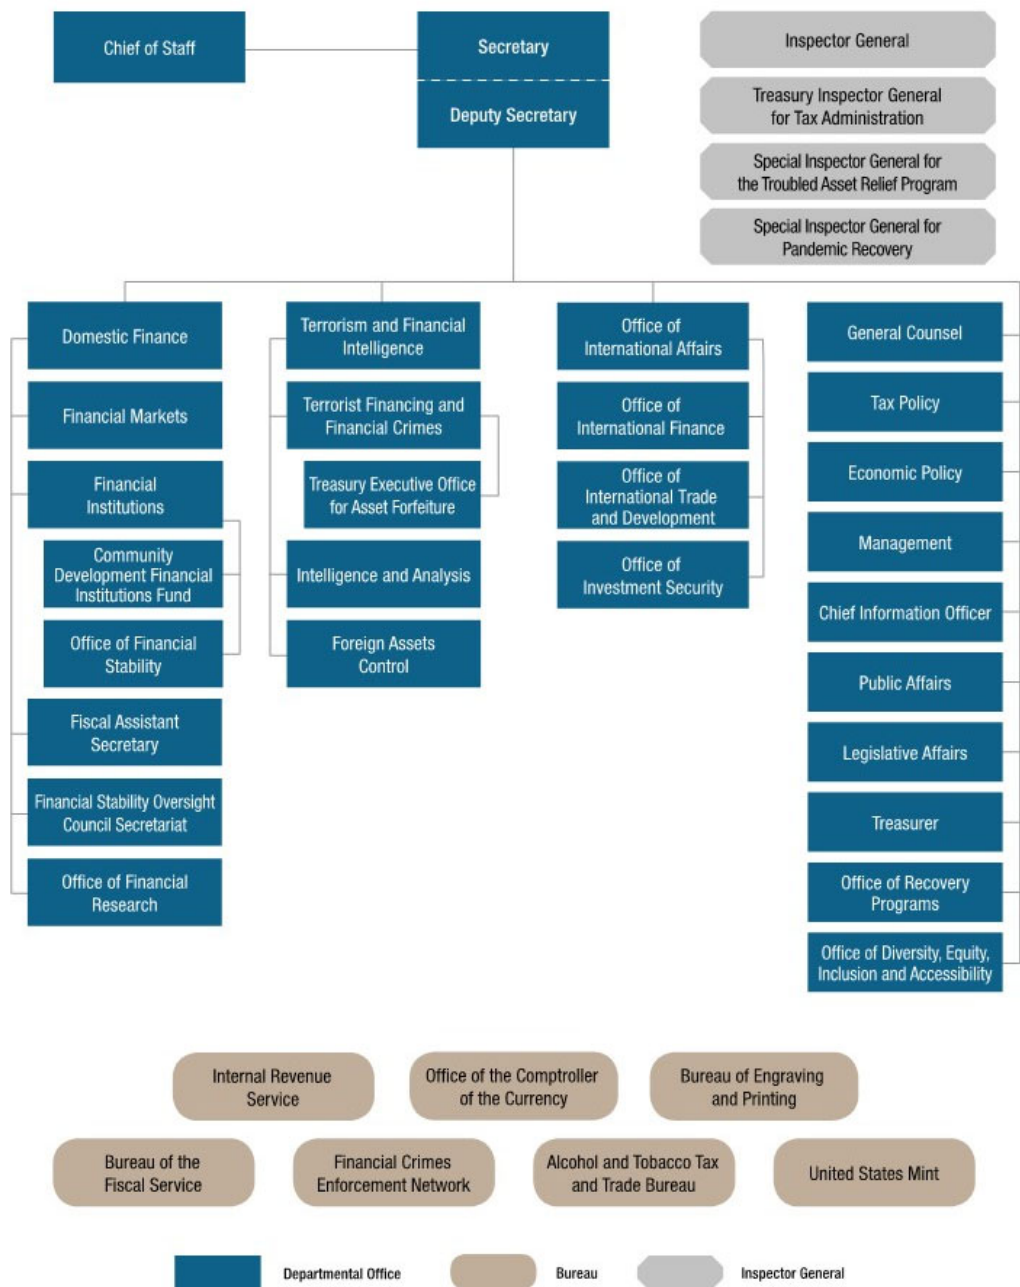 Chief of Staff
Secretary
Deputy Secretary
Inspector General
Treasury Inspector General
for Tax Administration
Special Inspector General for
the Troubled Asset Relief Program
Special Inspector General for
Pandemic Recovery
Domestic Finance
Financial Markets
Financial
Institutions
Community
Development Financial
Institutions Fund
Office of Financial
Stability
Fiscal Assistant
Secretary
Financial Stability Oversight
Council Secretariat
Office of Financial
Research
Terrorism and Financial
Intelligence
Terrorist Financing and
Financial Crimes
Treasury Executive Office
for Asset Forfeiture
Intelligence and Analysis
Foreign Assets
Control
Office of
International Affairs
Office of
International Finance
Office of
International Trade
and Development
Office of
Investment Security
General Counsel
Tax Policy
Economic Policy
Management
Chief Information Officer
Public Affairs
Legislative Affairs
Treasurer
Office of Recovery
Programs
Office of Diversity, Equity,
Inclusion and Accessibility
Internal Revenue
Service
Office of the Comptroller
of the Currency
Bureau of Engraving
and Printing
Bureau of the
Fiscal Service
Financial Crimes
Enforcement Network
Alcohol and Tobacco Tax
and Trade Bureau
United States Mint
Departmental Office
Bureau
Inspector General